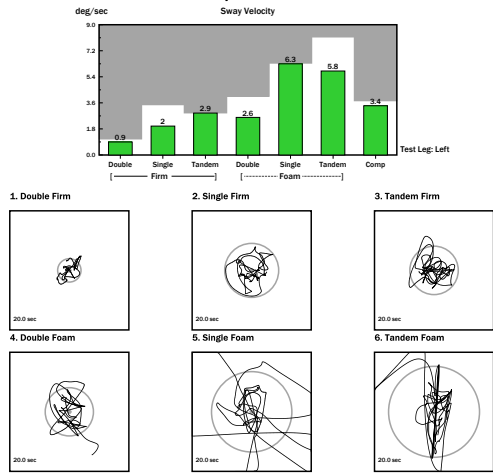 deg/sec
Sway Velocity
9.0
7.2
5.4
3.6
1.8
0.0
0.9
2
2.9
2.6
6.3
5.8
3.4
Double Single Tandem Double Single Tandem Comp
Test Leg: Left
[ Firm ] [ Foam ]
1. Double Firm
2. Single Firm
3. Tandem Firm
20.0 sec
20.0 sec
20.0 sec
4. Double Foam
5. Single Foam
6. Tandem Foam
20.0 sec
20.0 sec
20.0 sec